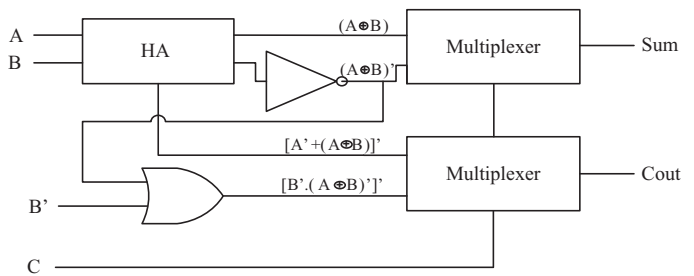 A
B
HA
(A⊕B)
(A⊕B)'
Multiplexer
Sum
[A'+(A⊕B)]'
[B'.(A⊕B)']'
Multiplexer
Cout
B'
C